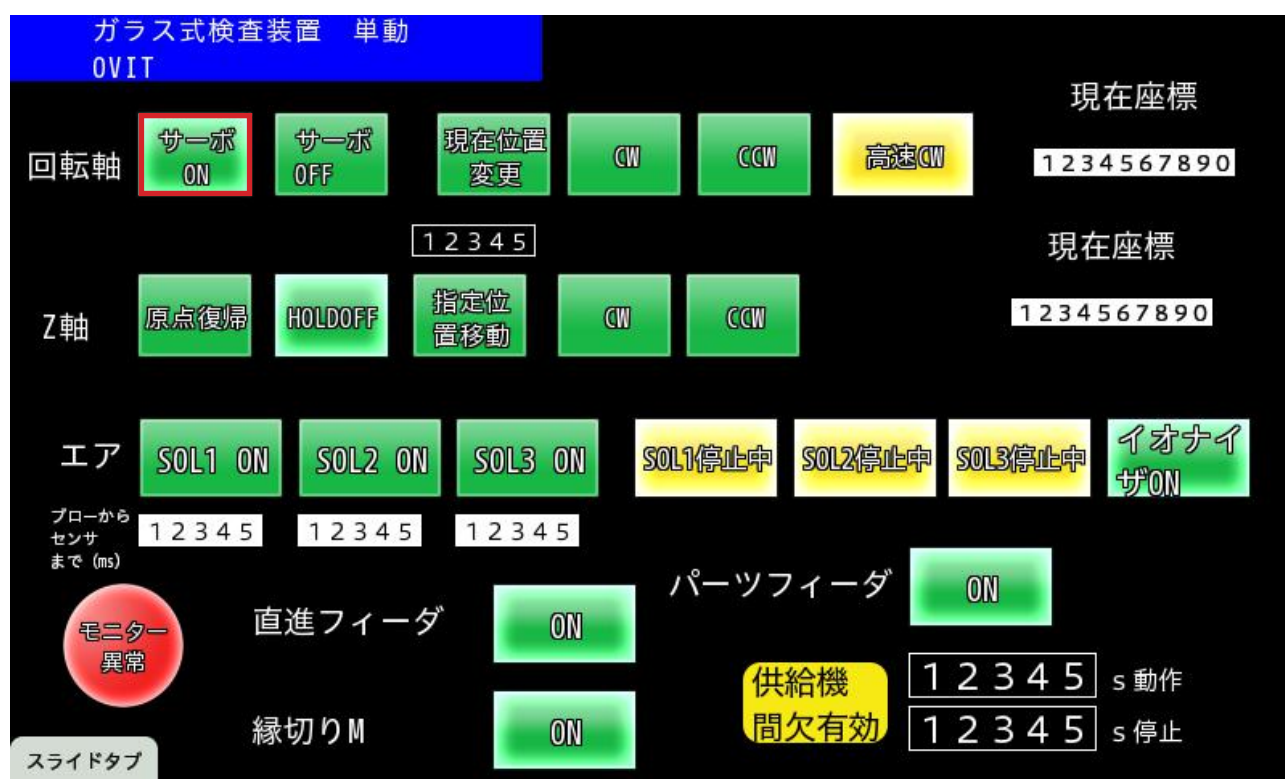 ガラス式検査装置　単動
OVIT
現在座標
回転軸
サーボ
ON
サーボ
OFF
現在位置
変更
CW
CCW
高速CW
1234567890
12345
現在座標
Z軸
原点復帰
HOLDOFF
指定位
置移動
CW
CCW
1234567890
エア
SOL1 ON
SOL2 ON
SOL3 ON
SOL1停止中
SOL2停止中
SOL3停止中
イオナイ
ザON
ブローから
センサ
まで (ms)
12345
12345
12345
モニター
異常
直進フィーダ
ON
パーツフィーダ
ON
縁切りM
ON
供給機
間欠有効
12345 s動作
12345 s停止
スライドタブ